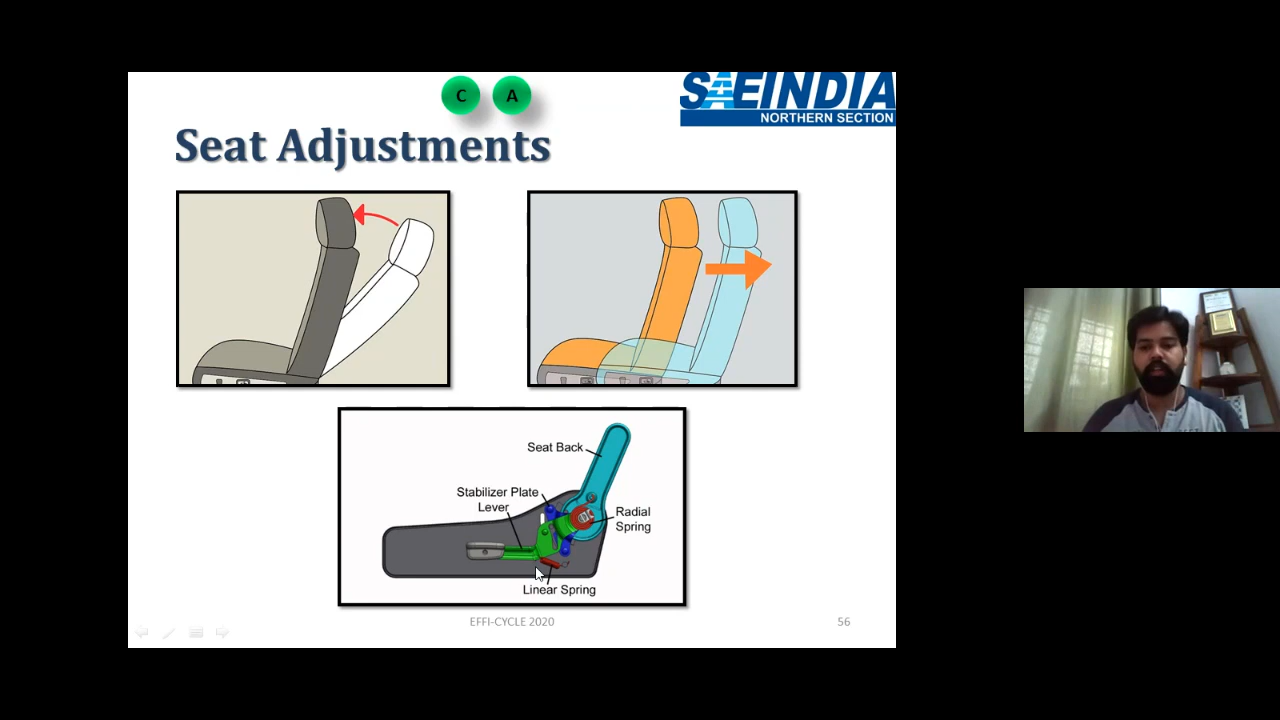 C A
SAEINDIA
NORTHERN SECTION
Seat Adjustments
Seat Back
Stabilizer Plate
Lever
Radial
Spring
Linear Spring
EFFI-CYCLE 2020
56